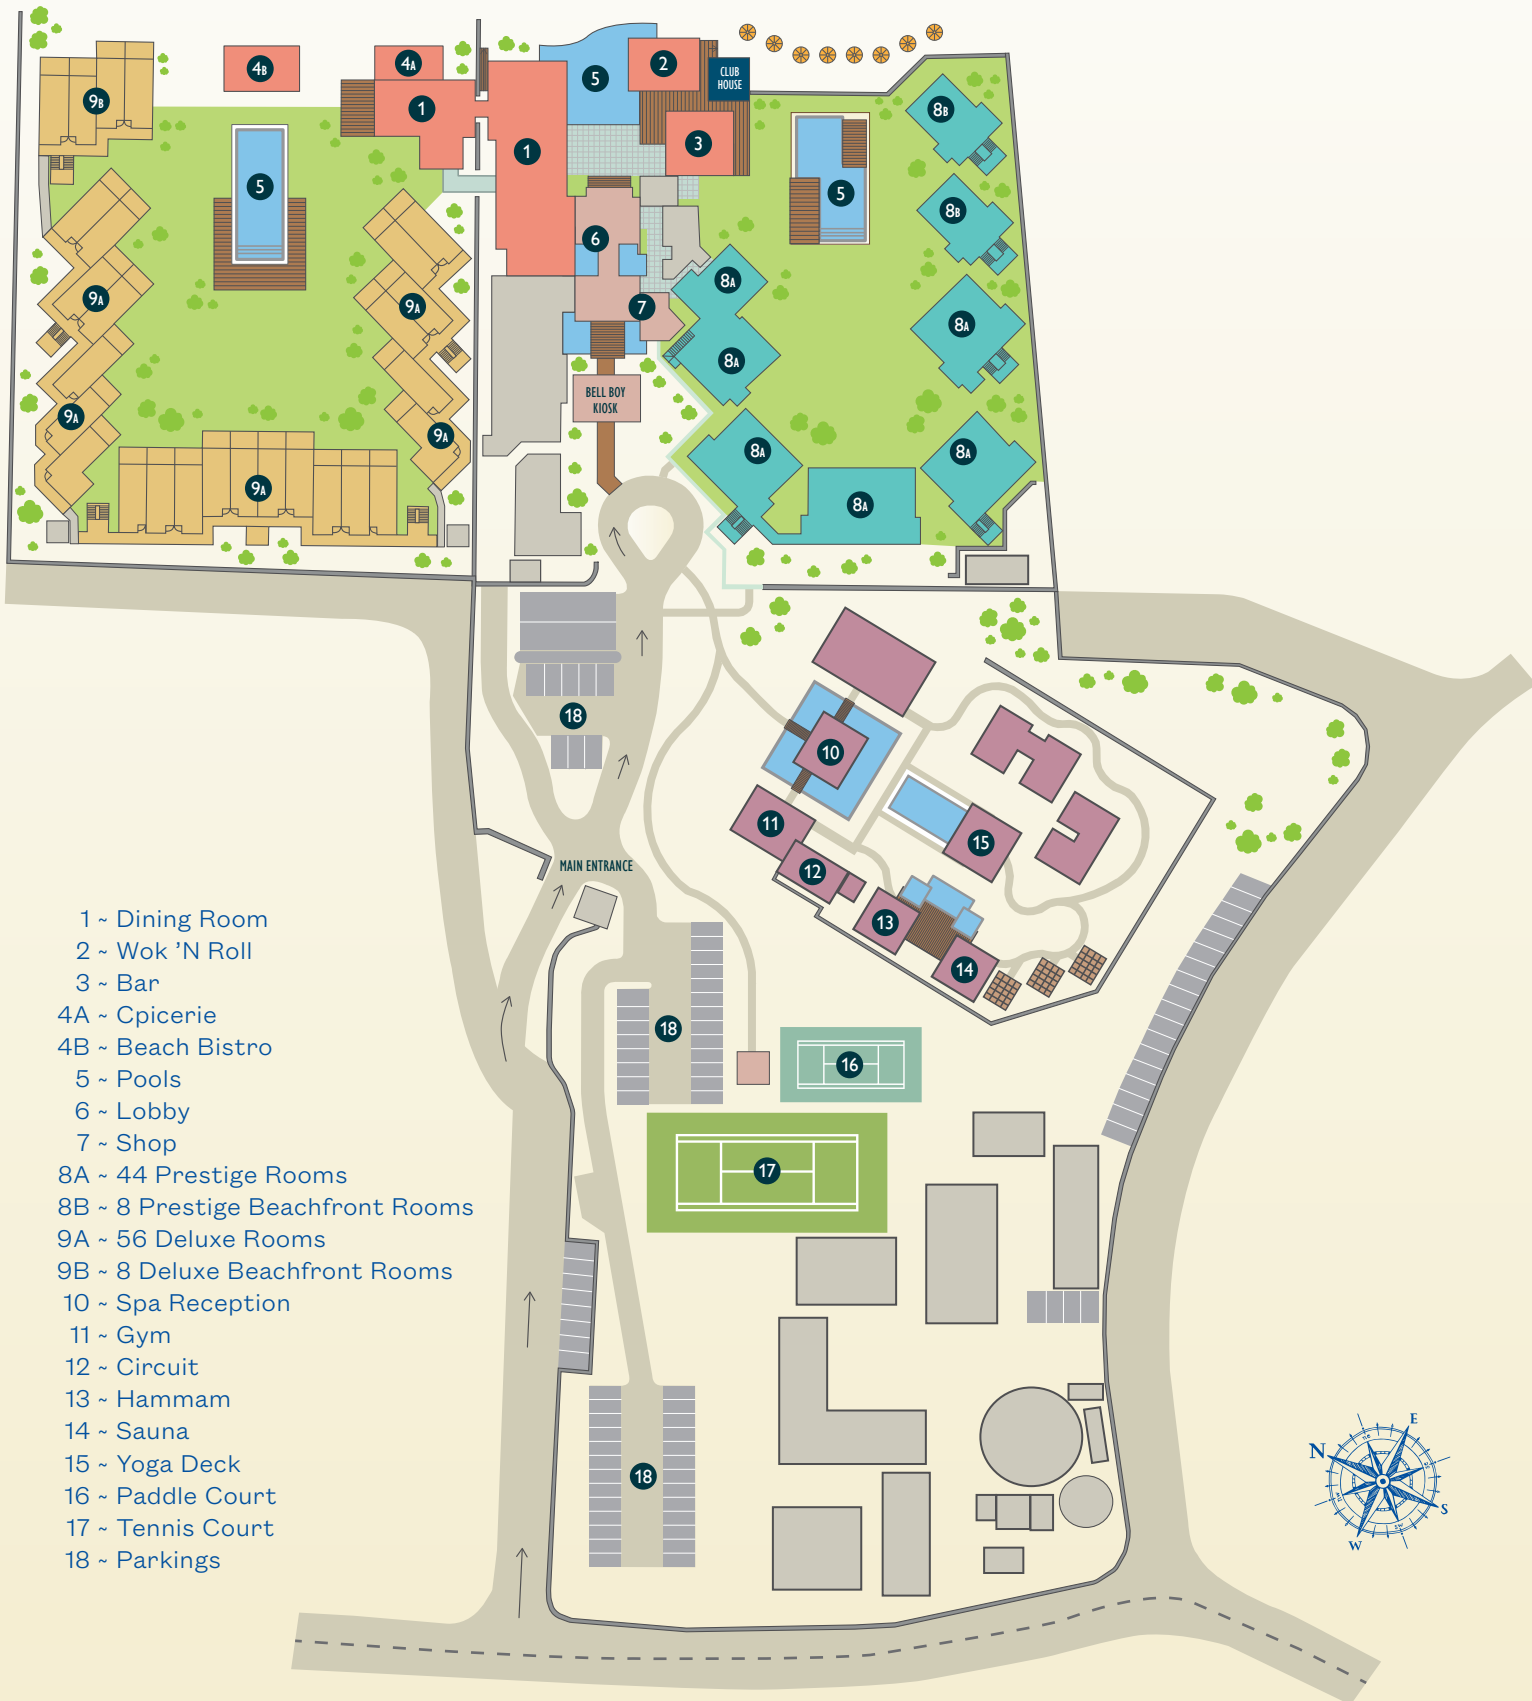 4B
4A
2
5
CLUB
HOUSE
9B
1
8B
3
1
5
5
8B
6
8A
9A
9A
7
8A
8A
BELL BOY
KIOSK
9A
9A
8A
8A
9A
8A
18
10
11
15
MAIN ENTRANCE
12
13
14
18
16
17
18
1 ~ Dining Room
2 ~ Wok ’N Roll
3 ~ Bar
4A ~ Cpicerie
4B ~ Beach Bistro
5 ~ Pools
6 ~ Lobby
7 ~ Shop
8A ~ 44 Prestige Rooms
8B ~ 8 Prestige Beachfront Rooms
9A ~ 56 Deluxe Rooms
9B ~ 8 Deluxe Beachfront Rooms
10 ~ Spa Reception
11 ~ Gym
12 ~ Circuit
13 ~ Hammam
14 ~ Sauna
15 ~ Yoga Deck
16 ~ Paddle Court
17 ~ Tennis Court
18 ~ Parkings
E
N
S
W